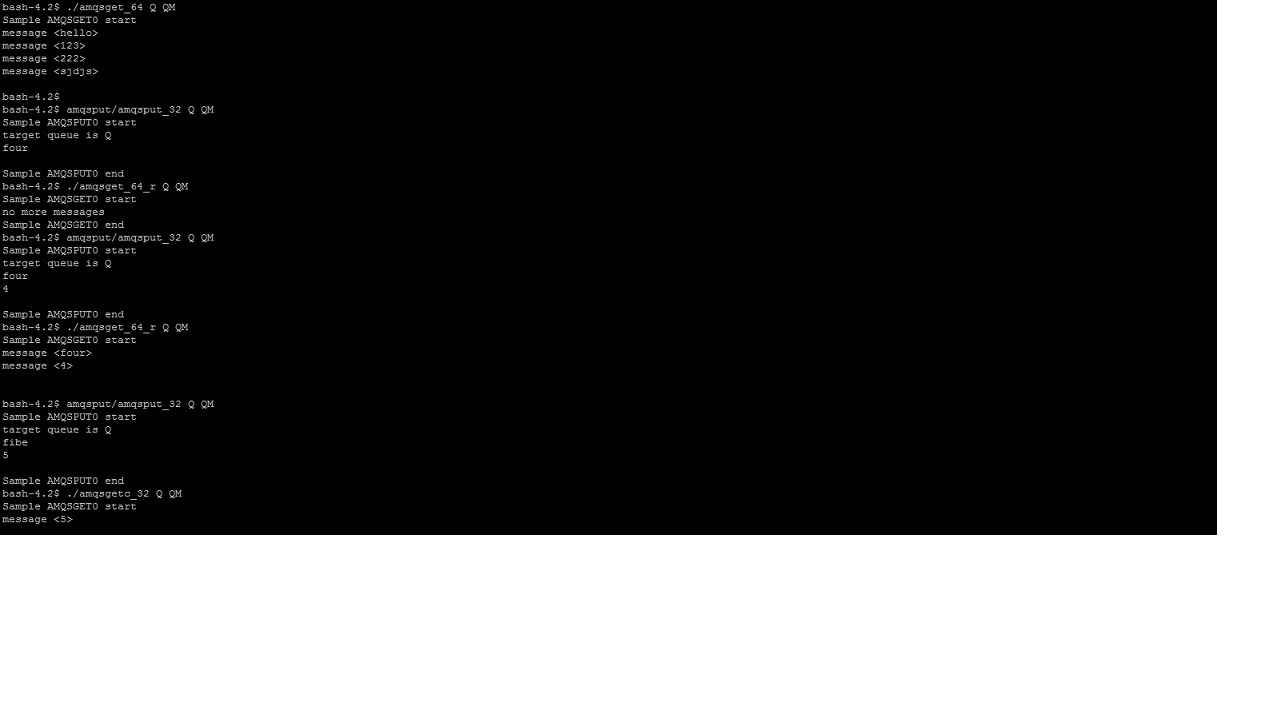 bash-4.2$ ./amqsget_64 Q QM
Sample AMQSGET0 start
message <hello>
message <123>
message <222>
message <sjdjs>
bash-4.2$
bash-4.2$ amqsput/amqsput_32 Q QM
Sample AMQSPUT0 start
target queue is Q
four
Sample AMQSPUT0 end
bash-4.2$ ./amqsget_64_r Q QM
Sample AMQSGET0 start
no more messages
Sample AMQSGET0 end
bash-4.2$ amqsput/amqsput_32 Q QM
Sample AMQSPUT0 start
target queue is Q
four
4
Sample AMQSPUT0 end
bash-4.2$ ./amqsget_64_r Q QM
Sample AMQSGET0 start
message <four>
message <4>
bash-4.2$ amqsput/amqsput_32 Q QM
Sample AMQSPUT0 start
target queue is Q
fibe
5
Sample AMQSPUT0 end
bash-4.2$ ./amqsgetc_32 Q QM
Sample AMQSGET0 start
message <5>